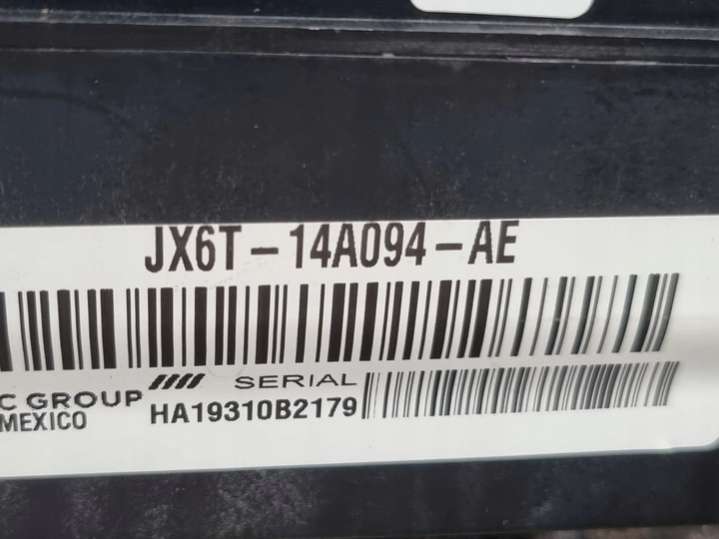 JX6T-14A094-AE
SERIAL
C GROUP
HA19310B2179
MEXICO